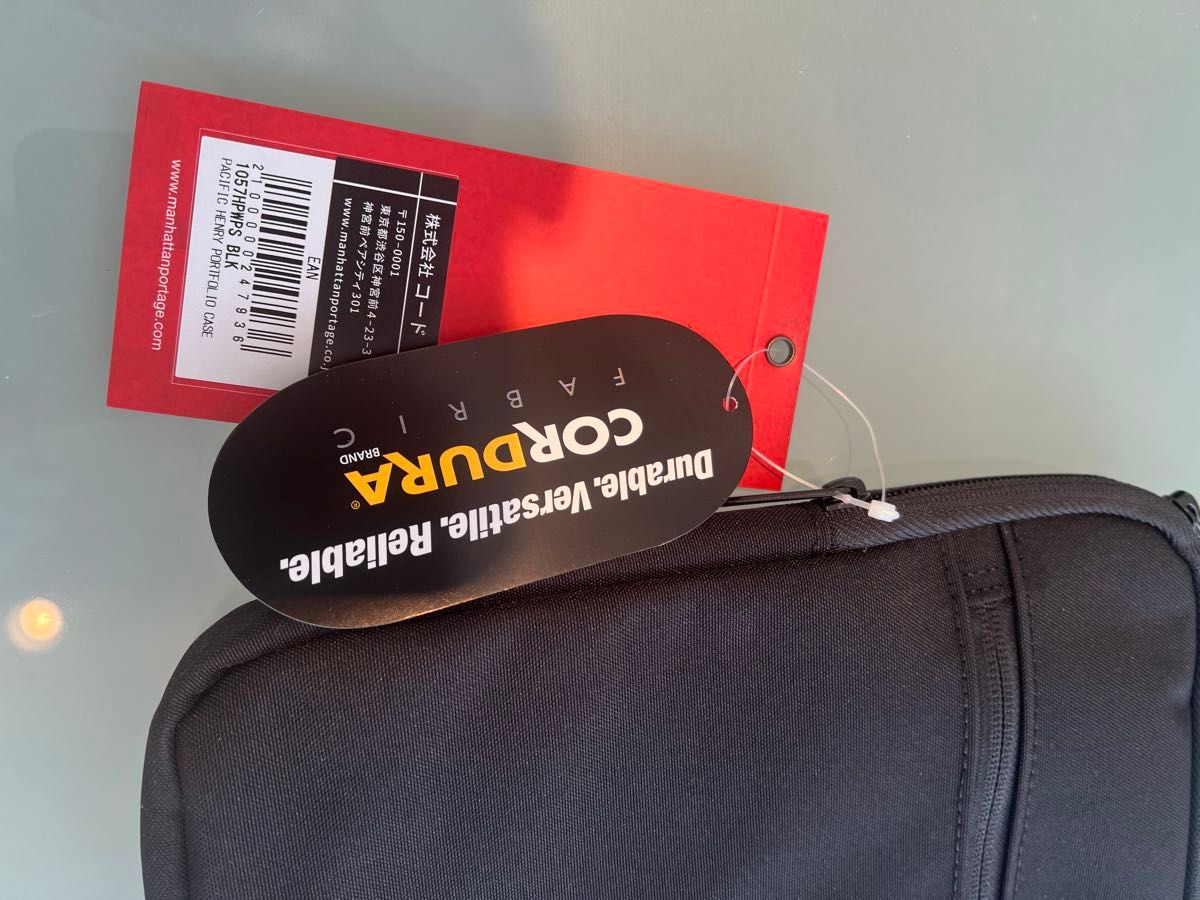 www.manhattanportage.com
EAN
2100000247936
1057HPWPS BLK
PACIFIC HENRY PORTFOLIO CASE
株式会社 コード
〒150-0001
東京都渋谷区神宮前4-23-3
神宮前ペアシティ301
www.manhattanportage.co.j
Durable. Versatile. Reliable.
CORDURA®
BRAND
FABRIC